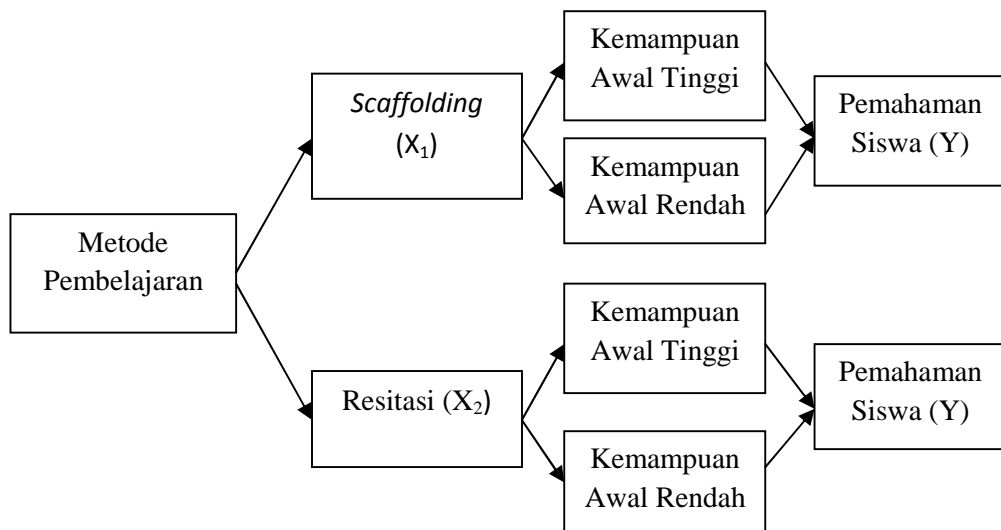 Metode
Pembelajaran
Scaffolding
(X₁)
Kemampuan
Awal Tinggi
Kemampuan
Awal Rendah
Pemahaman
Siswa (Y)
Resitasi (X₂)
Kemampuan
Awal Tinggi
Kemampuan
Awal Rendah
Pemahaman
Siswa (Y)